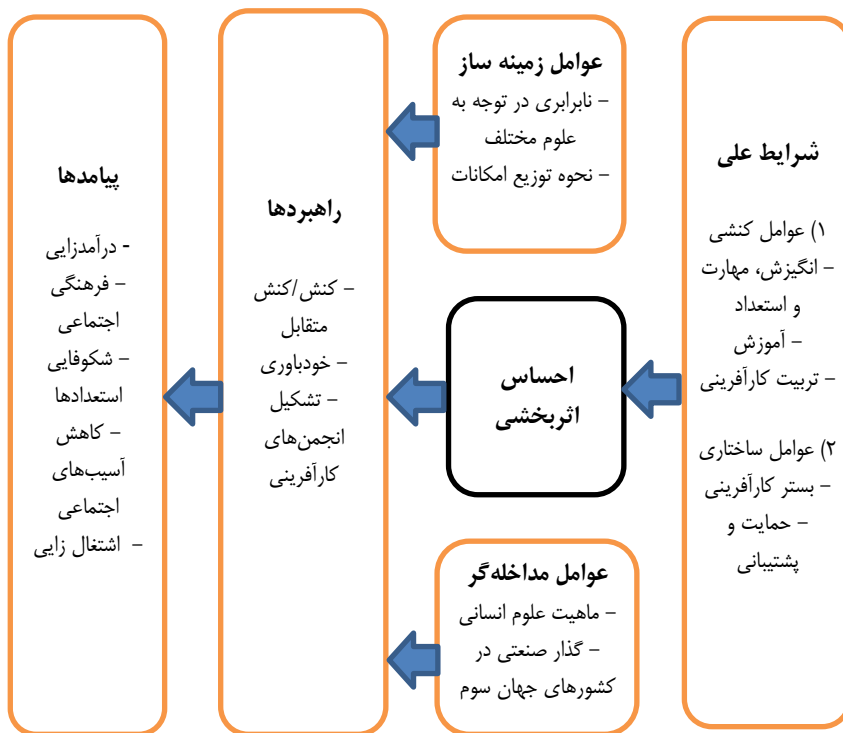 شرایط علی
۱) عوامل کنشی
- انگیزش، مهارت
و استعداد
- آموزش
- تربیت کارآفرینی
۲) عوامل ساختاری
- بستر کارآفرینی
- حمایت و
پشتیبانی
عوامل زمینه ساز
- نابرابری در توجه به
علوم مختلف
- نحوه توزیع امکانات
احساس
اثربخشی
عوامل مداخله‌گر
- ماهیت علوم انسانی
- گذار صنعتی در
کشورهای جهان سوم
راهبردها
- کنش/کنش
متقابل
- خودباوری
- تشکیل
انجمن‌های
کارآفرینی
پیامدها
- درآمدزایی
- فرهنگی
اجتماعی
- شکوفایی
استعدادها
- کاهش
آسیب‌های
اجتماعی
- اشتغال زایی